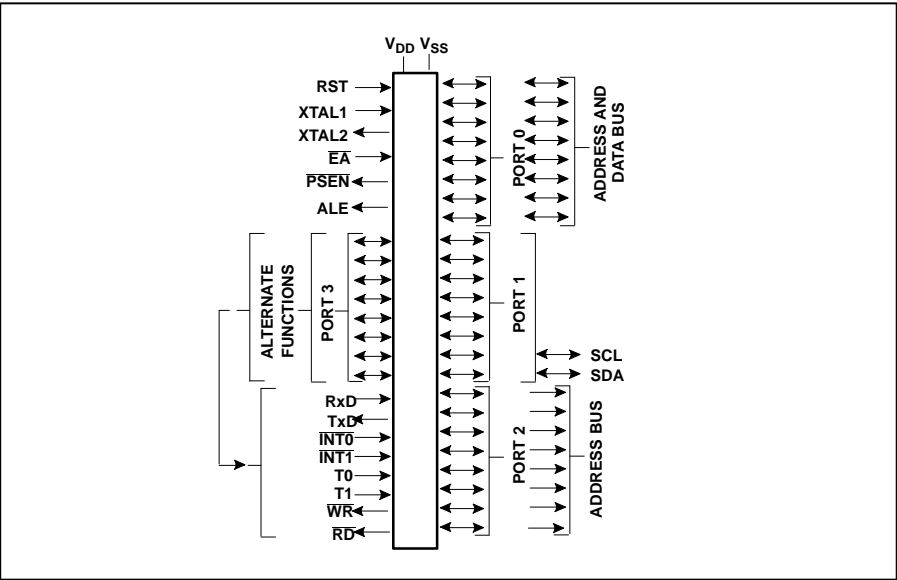 VDD VSS
RST
XTAL1
XTAL2
EA
PSEN
ALE
PORT 0
ADDRESS AND
DATA BUS
ALTERNATE
FUNCTIONS
PORT 3
PORT 1
SCL
SDA
RxD
TxD
INT0
INT1
T0
T1
WR
RD
PORT 2
ADDRESS BUS